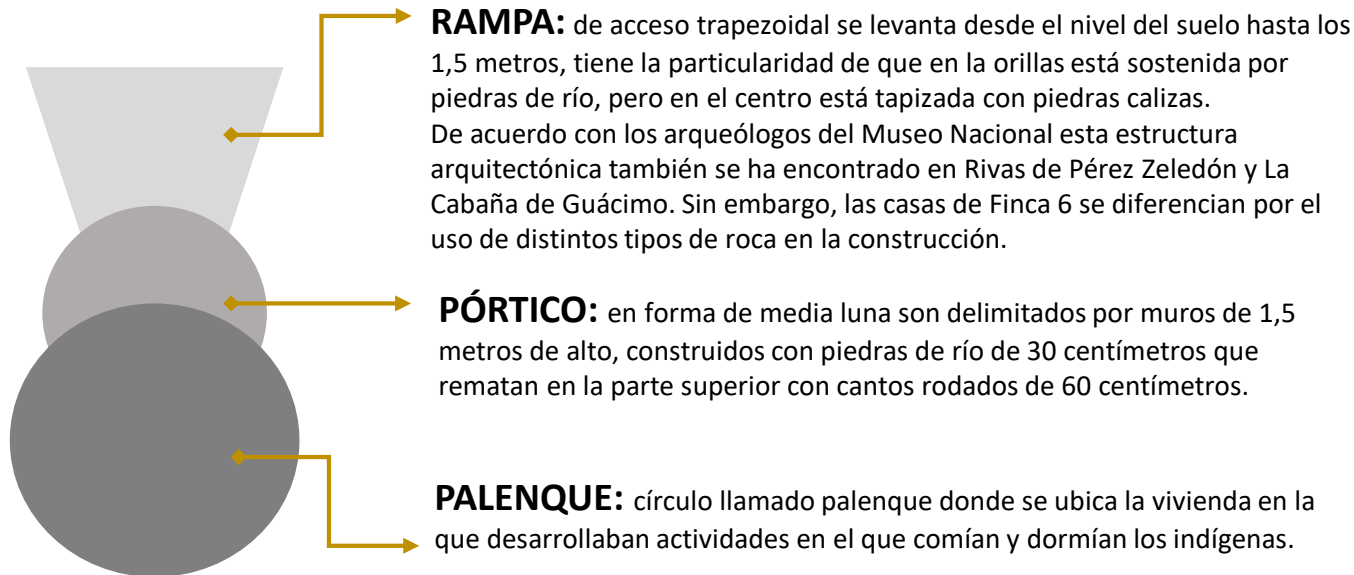 RAMPA: de acceso trapezoidal se levanta desde el nivel del suelo hasta los
1,5 metros, tiene la particularidad de que en la orillas está sostenida por
piedras de río, pero en el centro está tapizada con piedras calizas.
De acuerdo con los arqueólogos del Museo Nacional esta estructura
arquitectónica también se ha encontrado en Rivas de Pérez Zeledón y La
Cabaña de Guácimo. Sin embargo, las casas de Finca 6 se diferencian por el
uso de distintos tipos de roca en la construcción.
PÓRTICO: en forma de media luna son delimitados por muros de 1,5
metros de alto, construidos con piedras de río de 30 centímetros que
rematan en la parte superior con cantos rodados de 60 centímetros.
PALENQUE: círculo llamado palenque donde se ubica la vivienda en la
que desarrollaban actividades en el que comían y dormían los indígenas.